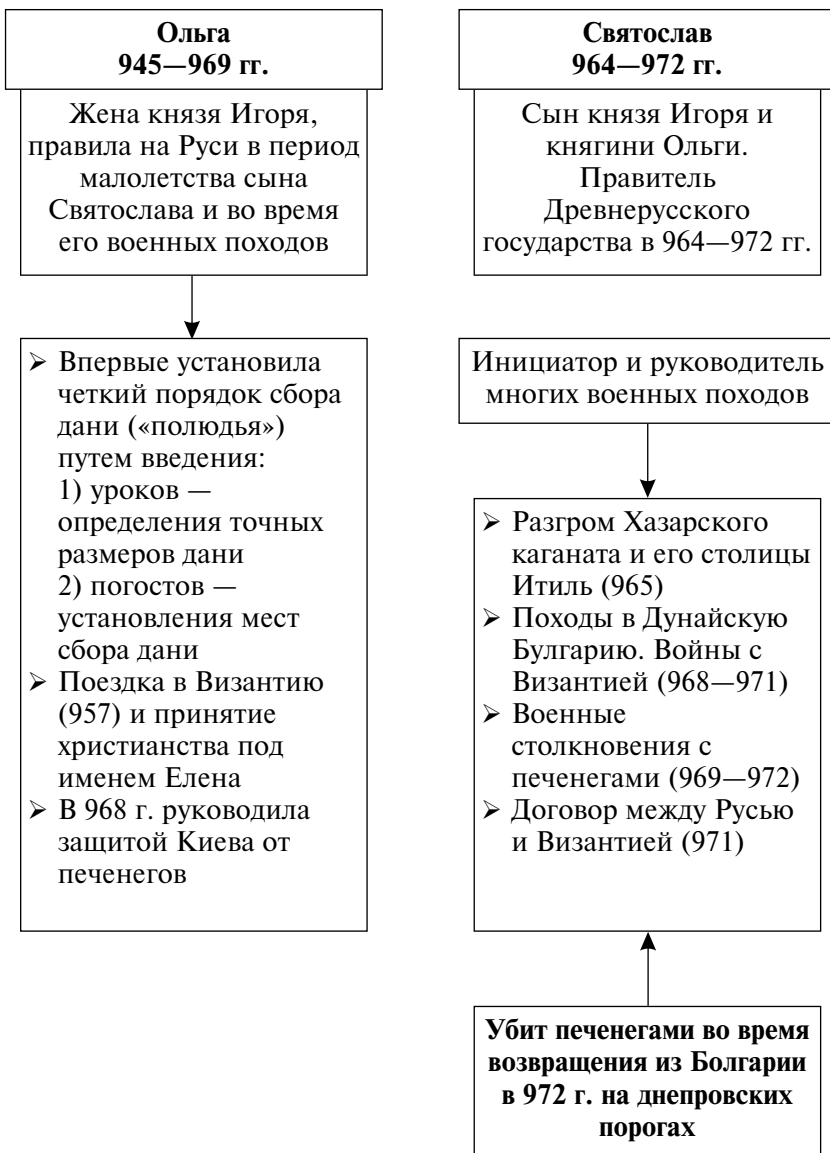 Ольга
945—969 гг.
Жена князя Игоря,
правила на Руси в период
малолетства сына
Святослава и во время
его военных походов
➢ Впервые установила
четкий порядок сбора
дани («полюдья»)
путем введения:
1) уроков —
определения точных
размеров дани
2) погостов —
установления мест
сбора дани
➢ Поездка в Византию
(957) и принятие
христианства под
именем Елена
➢ В 968 г. руководила
защитой Киева от
печенегов
Святослав
964—972 гг.
Сын князя Игоря и
княгини Ольги.
Правитель
Древнерусского
государства в 964—972 гг.
Инициатор и руководитель
многих военных походов
➢ Разгром Хазарского
каганата и его столицы
Итиль (965)
➢ Походы в Дунайскую
Булгарию. Войны с
Византией (968—971)
➢ Военные
столкновения с
печенегами (969—972)
➢ Договор между Русью
и Византией (971)
Убит печенегами во время
возвращения из Болгарии
в 972 г. на днепровских
порогах